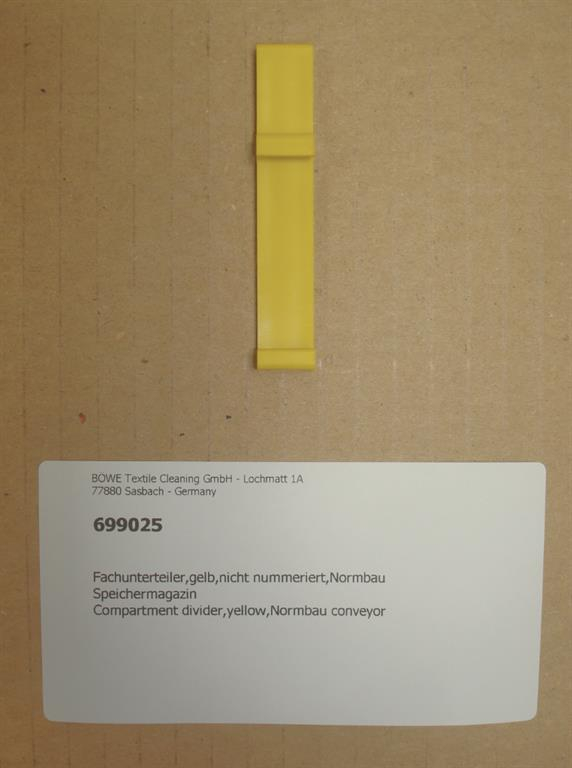 BÖWE Textile Cleaning GmbH - Lochmatt 1A
77880 Sasbach - Germany
699025
Fachunterteiler,gelb,nicht nummeriert,Normbau
Speichermagazin
Compartment divider,yellow,Normbau conveyor